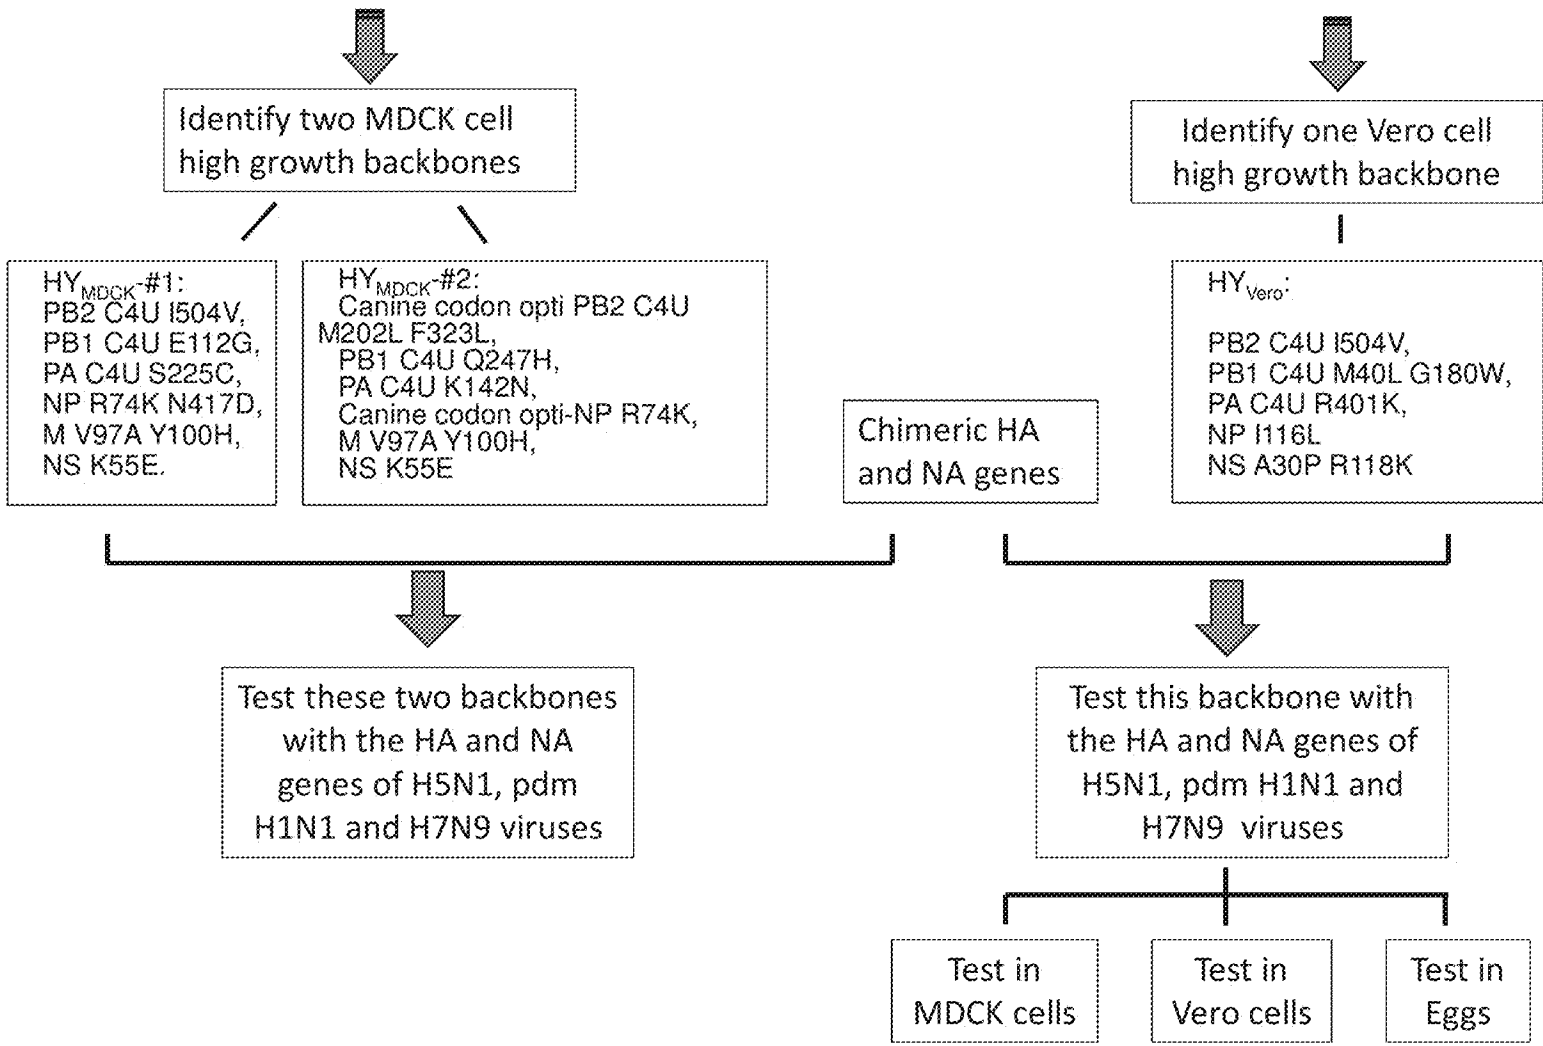 Identify two MDCK cell
high growth backbones
Identify one Vero cell
high growth backbone
HYMDCK-#1:
PB2 C4U I504V,
PB1 C4U E112G,
PA C4U S225C,
NP R74K N417D,
M V97A Y100H,
NS K55E.
HYMDCK-#2:
Canine codon opti PB2 C4U
M202L F323L,
PB1 C4U Q247H,
PA C4U K142N,
Canine codon opti-NP R74K,
M V97A Y100H,
NS K55E
Chimeric HA
and NA genes
HYVero:
PB2 C4U I504V,
PB1 C4U M40L G180W,
PA C4U R401K,
NP I116L
NS A30P R118K
Test these two backbones
with the HA and NA
genes of H5N1, pdm
H1N1 and H7N9 viruses
Test this backbone with
the HA and NA genes of
H5N1, pdm H1N1 and
H7N9 viruses
Test in
MDCK cells
Test in
Vero cells
Test in
Eggs